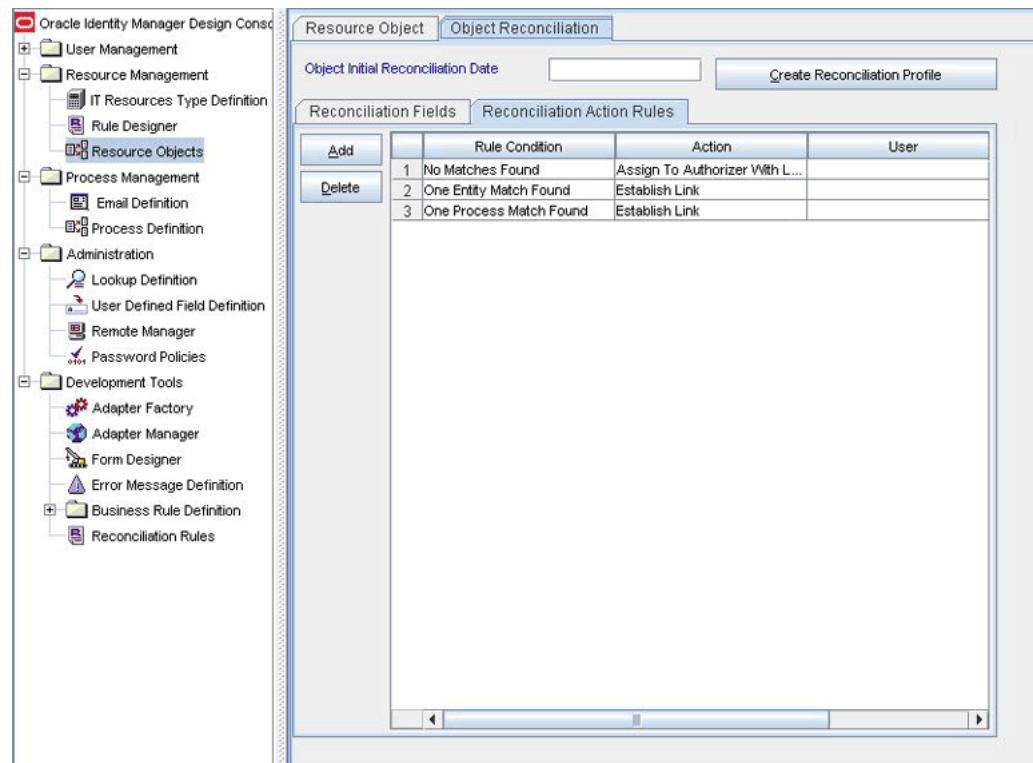 Oracle Identity Manager Design Conso
User Management
Resource Management
IT Resources Type Definition
Rule Designer
Resource Objects
Process Management
Email Definition
Process Definition
Administration
Lookup Definition
User Defined Field Definition
Remote Manager
Password Policies
Development Tools
Adapter Factory
Adapter Manager
Form Designer
Error Message Definition
Business Rule Definition
Reconciliation Rules
Resource Object Object Reconciliation
Object Initial Reconciliation Date Create Reconciliation Profile
Reconciliation Fields Reconciliation Action Rules
Add
Delete
Rule Condition Action User
1 No Matches Found Assign To Authorizer With L...
2 One Entity Match Found Establish Link
3 One Process Match Found Establish Link